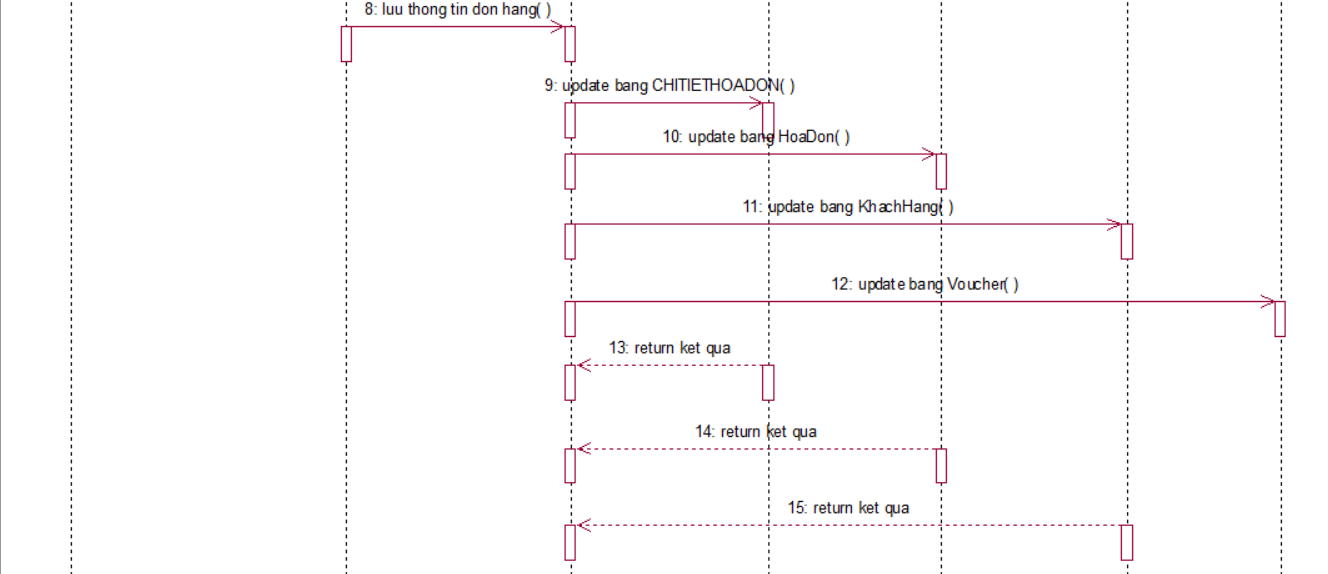 8: luu thong tin don hang( )
9: update bang CHITIETHOADON( )
10: update bang HoaDon( )
11: update bang KhachHang( )
12: update bang Voucher( )
13: return ket qua
14: return ket qua
15: return ket qua